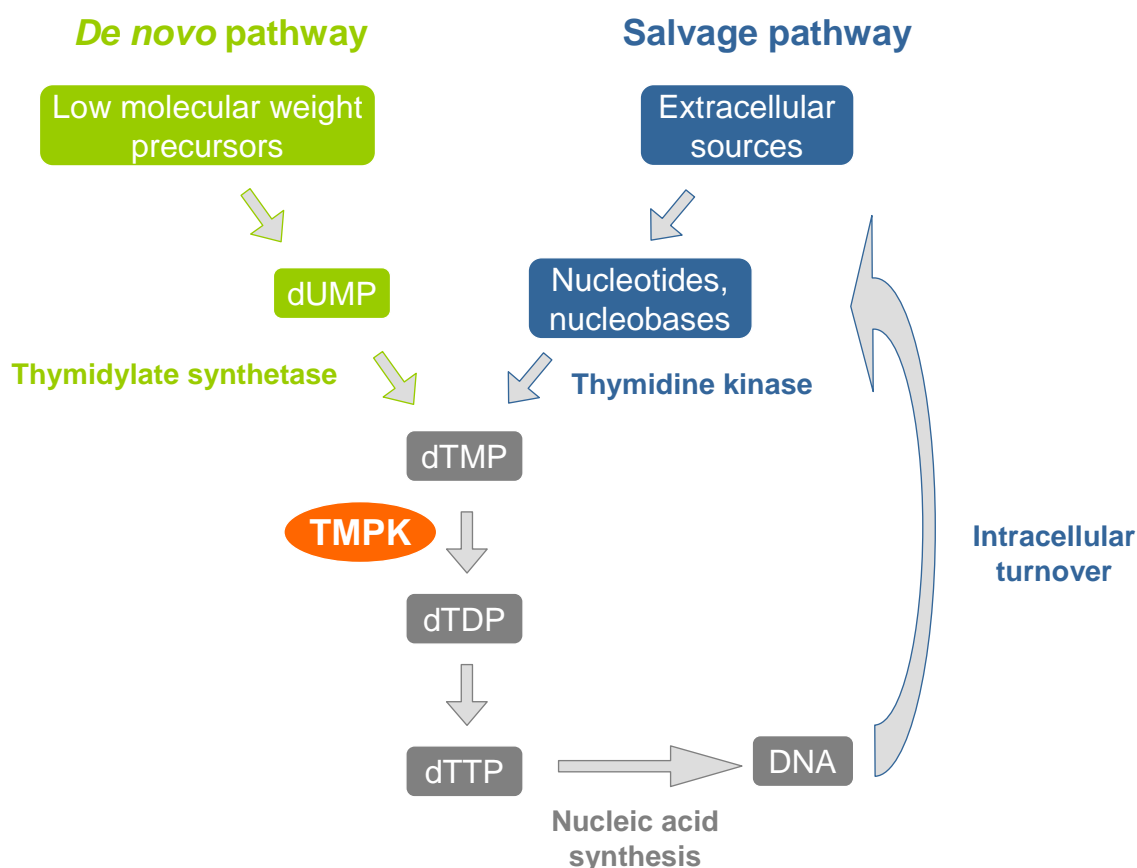 De novo pathway
Salvage pathway
Low molecular weight
precursors
Extracellular
sources
dUMP
Nucleotides,
nucleobases
Thymidylate synthetase
Thymidine kinase
dTMP
TMPK
Intracellular
turnover
dTDP
dTTP
DNA
Nucleic acid
synthesis